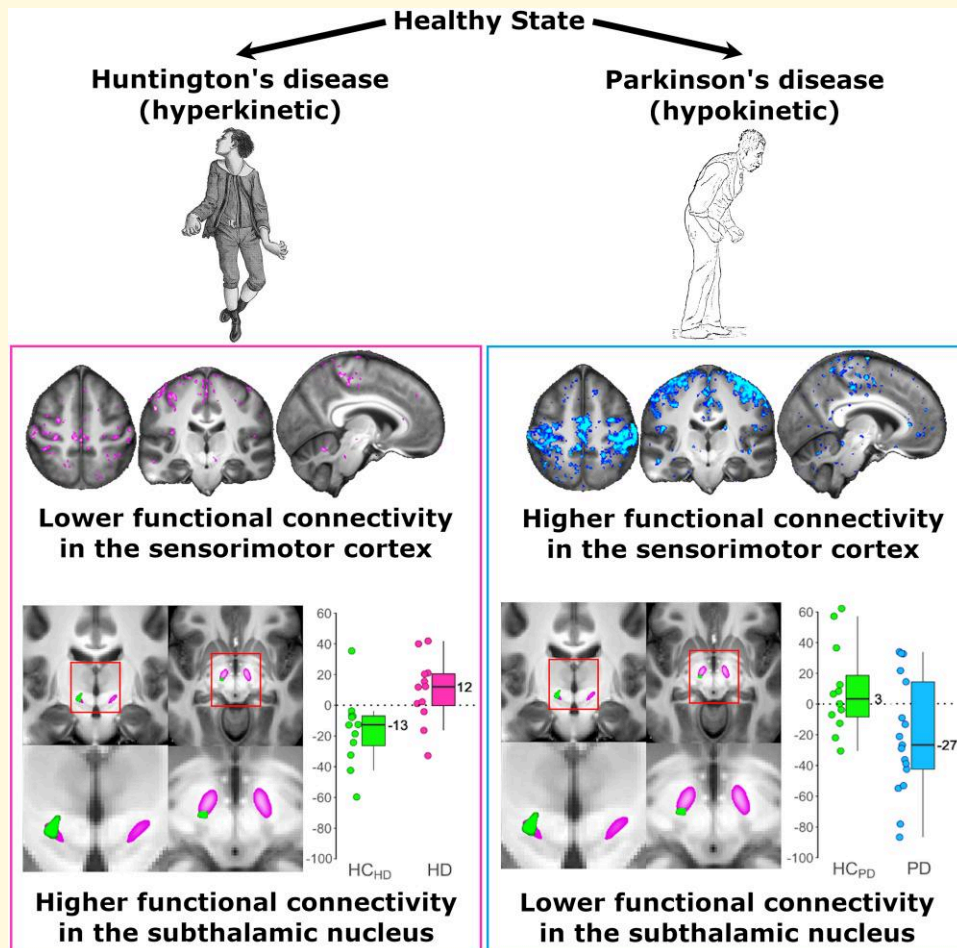 Healthy State
Huntington's disease
(hyperkinetic)
Parkinson's disease
(hypokinetic)
Lower functional connectivity
in the sensorimotor cortex
Higher functional connectivity
in the sensorimotor cortex
60
40
20
0
-20
-40
-60
-80
-100
-13
12
HC_HD
HD
60
40
20
0
-20
-40
-60
-80
-100
3
-27
HC_PD
PD
Higher functional connectivity
in the subthalamic nucleus
Lower functional connectivity
in the subthalamic nucleus